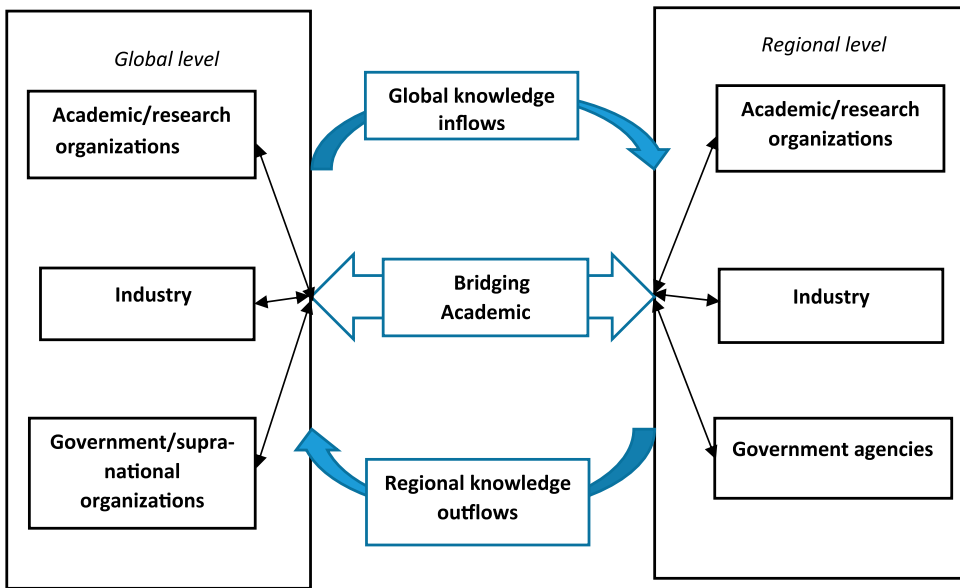 Global level
Academic/research
organizations
Industry
Government/supra-
national
organizations
Global knowledge
inflows
Bridging
Academic
Regional knowledge
outflows
Regional level
Academic/research
organizations
Industry
Government agencies